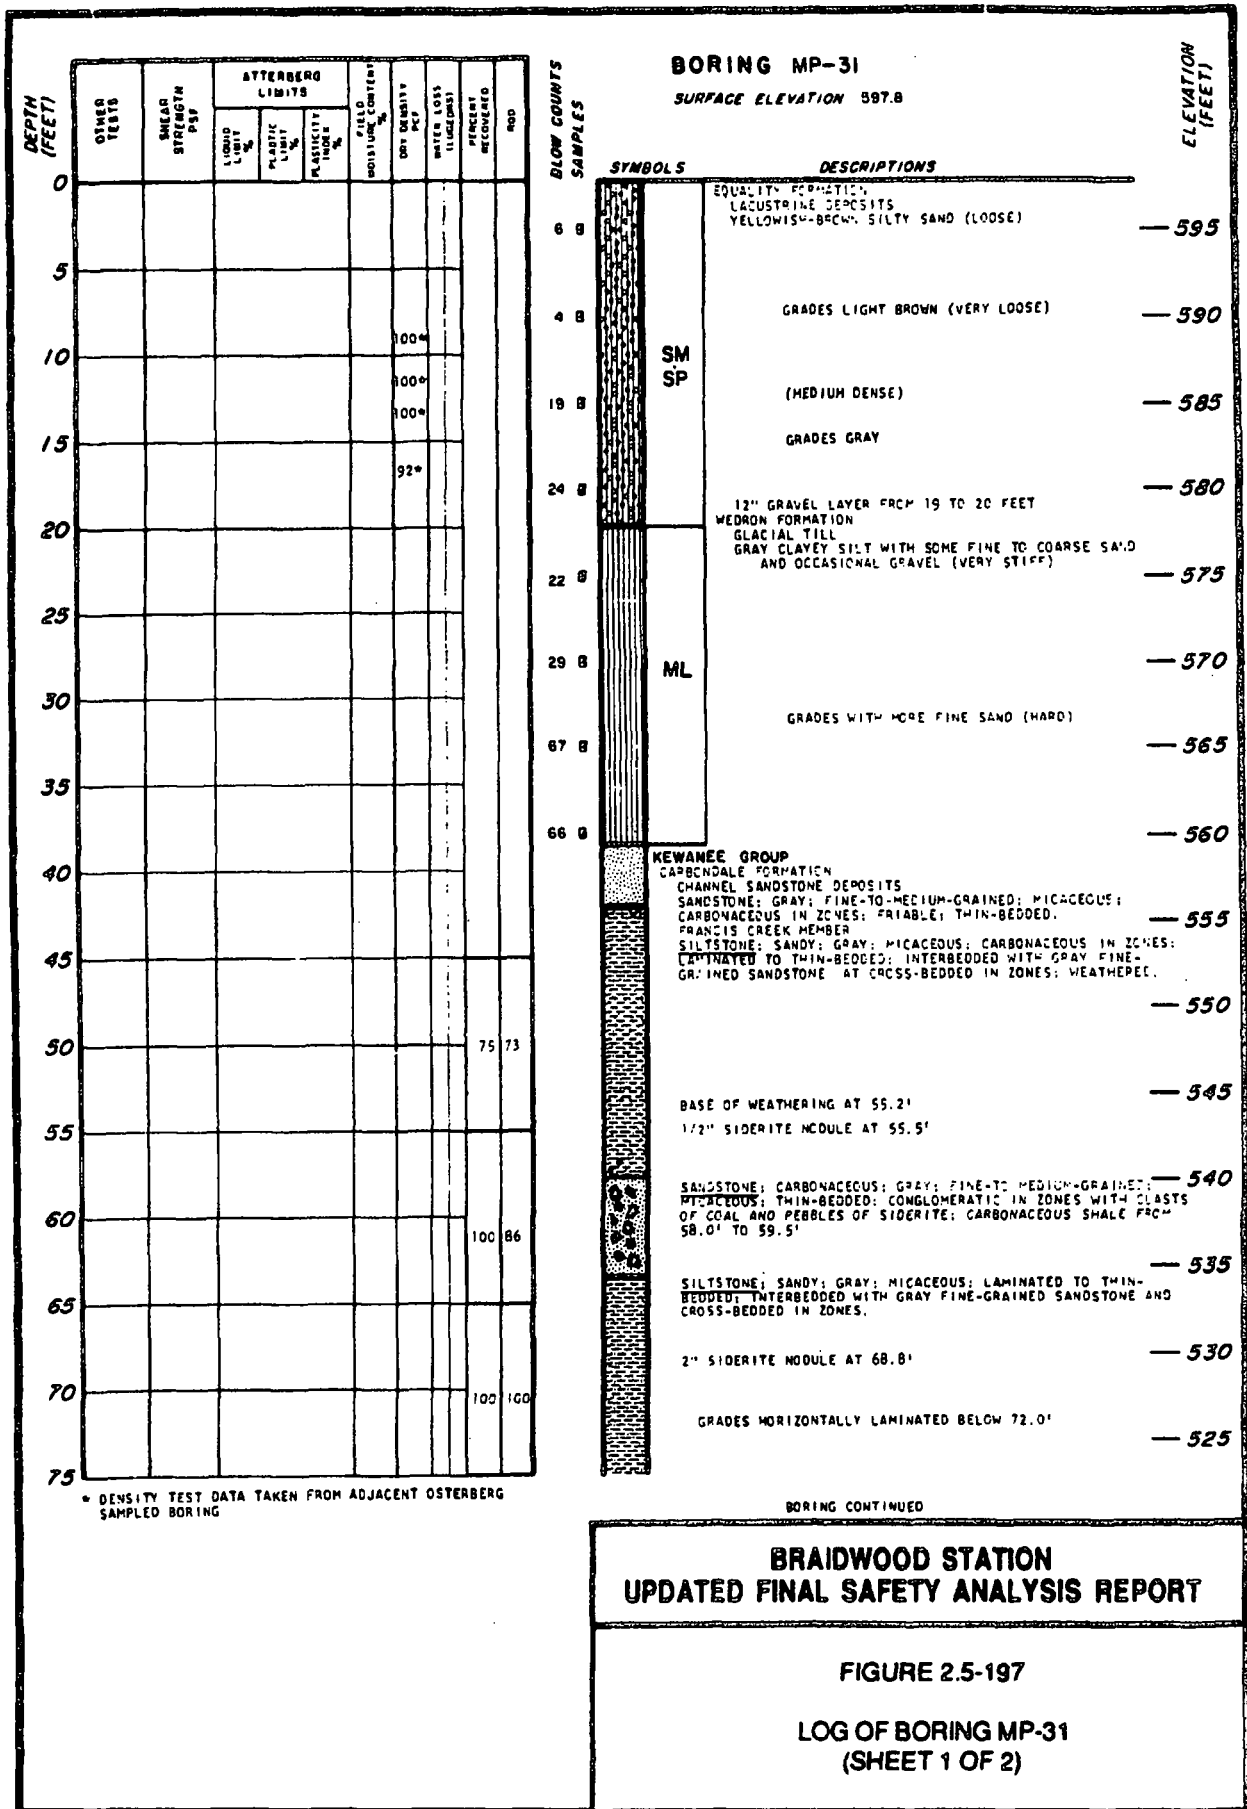 BORING MP-31
SURFACE ELEVATION 597.8
DEPTH (FEET)
OTHER TESTS
SHEAR STRENGTH PSF
ATTERBERG LIMITS
LIQUID LIMIT %
PLASTIC LIMIT %
PLASTICITY INDEX %
FIELD MOISTURE CONTENT %
DRY DENSITY PCF
WATER LOSS (LUGEONS)
PERCENT RECOVERED
RQD
BLOW COUNTS
SAMPLES
SYMBOLS
DESCRIPTIONS
ELEVATION (FEET)
0
EQUALITY FORMATION
LACUSTRINE DEPOSITS
YELLOWISH-BROWN SILTY SAND (LOOSE)
6 B
595
5
4 B
GRADES LIGHT BROWN (VERY LOOSE)
590
100*
10
SM
SP
100*
(MEDIUM DENSE)
19 B
585
100*
15
GRADES GRAY
92*
24 B
580
12" GRAVEL LAYER FROM 19 TO 20 FEET
20
WEDRON FORMATION
GLACIAL TILL
GRAY CLAYEY SILT WITH SOME FINE TO COARSE SAND
AND OCCASIONAL GRAVEL (VERY STIFF)
22 B
575
25
29 B
ML
570
30
GRADES WITH MORE FINE SAND (HARD)
67 B
565
35
66 B
560
KEWANEE GROUP
40
CARBONDALE FORMATION
CHANNEL SANDSTONE DEPOSITS
SANDSTONE; GRAY; FINE-TO-MEDIUM-GRAINED; MICACEOUS;
CARBONACEOUS IN ZONES; FRIABLE; THIN-BEDDED.
555
FRANCIS CREEK MEMBER
SILTSTONE; SANDY; GRAY; MICACEOUS; CARBONACEOUS IN ZONES;
LAMINATED TO THIN-BEDDED; INTERBEDDED WITH GRAY FINE-
GRAINED SANDSTONE AT CROSS-BEDDED IN ZONES; WEATHERED.
45
550
50
75 73
545
BASE OF WEATHERING AT 55.2'
1/2" SIDERITE NODULE AT 55.5'
55
540
SANDSTONE; CARBONACEOUS; GRAY; FINE-TO MEDIUM-GRAINED;
MICACEOUS; THIN-BEDDED; CONGLOMERATIC IN ZONES WITH CLASTS
OF COAL AND PEBBLES OF SIDERITE; CARBONACEOUS SHALE FROM
58.0' TO 59.5'
60
100 86
535
SILTSTONE; SANDY; GRAY; MICACEOUS; LAMINATED TO THIN-
BEDDED; INTERBEDDED WITH GRAY FINE-GRAINED SANDSTONE AND
CROSS-BEDDED IN ZONES.
65
530
2" SIDERITE NODULE AT 68.8'
70
100 100
GRADES HORIZONTALLY LAMINATED BELOW 72.0'
525
75
* DENSITY TEST DATA TAKEN FROM ADJACENT OSTERBERG
SAMPLED BORING
BORING CONTINUED
BRAIDWOOD STATION
UPDATED FINAL SAFETY ANALYSIS REPORT
FIGURE 2.5-197
LOG OF BORING MP-31
(SHEET 1 OF 2)